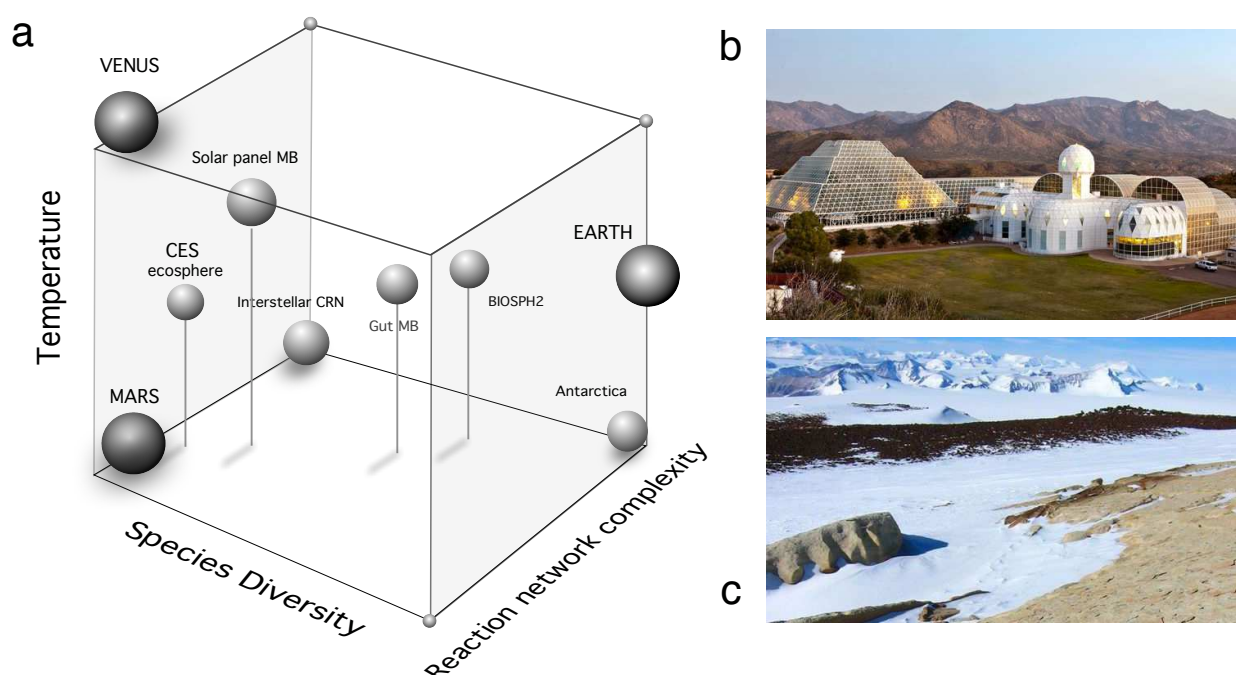 a
VENUS
Solar panel MB
CES
ecosphere
Interstellar CRN
Gut MB
BIOSPH2
EARTH
MARS
Antarctica
Temperature
Species Diversity
Reaction network complexity
b
c